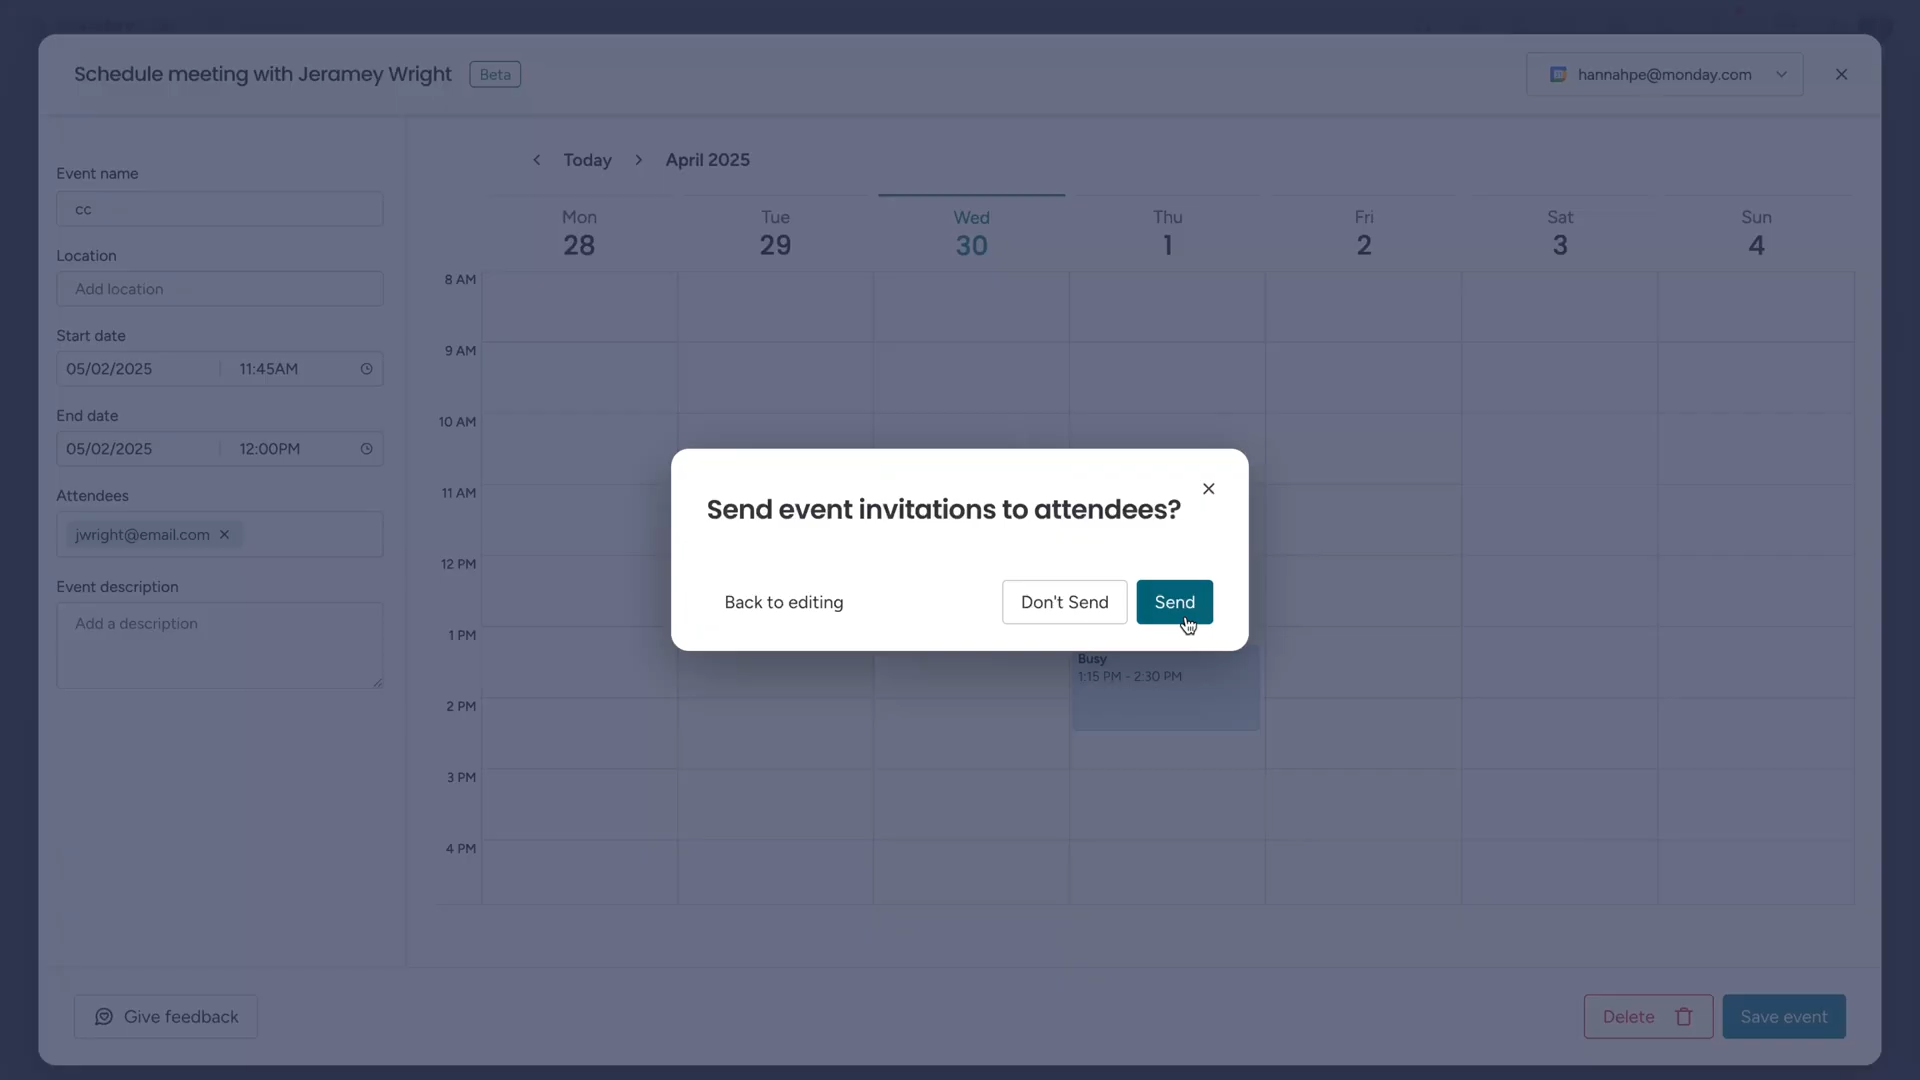 Schedule meeting with Jeramey Wright Beta
hannahpe@monday.com
Event name
cc
Location
Add location
Start date
05/02/2025 11:45AM
End date
05/02/2025 12:00PM
Attendees
jwright@email.com
Event description
Add a description
Today April 2025
Mon Tue Wed Thu Fri Sat Sun
28 29 30 1 2 3 4
8 AM
9 AM
10 AM
11 AM
12 PM
1 PM
2 PM
3 PM
4 PM
Busy
1:15 PM - 2:30 PM
Send event invitations to attendees?
Back to editing Don't Send Send
Give feedback
Delete Save event